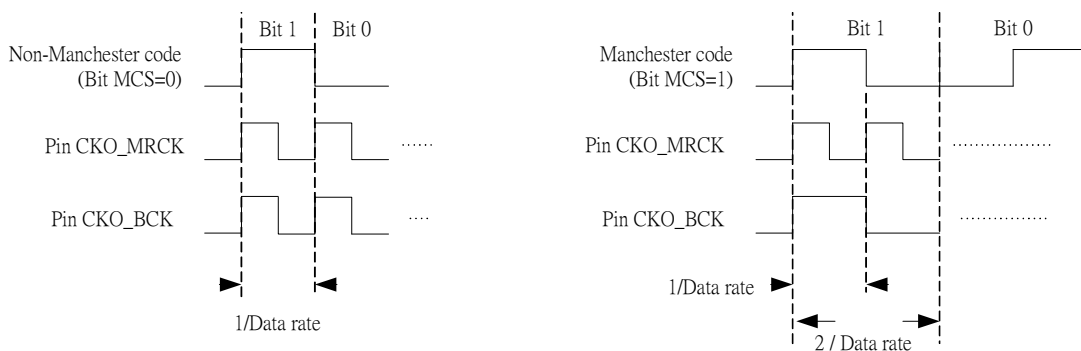 Bit 1 Bit 0
Non-Manchester code
(Bit MCS=0)
Pin CKO_MRCK ......
Pin CKO_BCK ....
1/Data rate
Bit 1 Bit 0
Manchester code
(Bit MCS=1)
Pin CKO_MRCK
Pin CKO_BCK
1/Data rate
2 / Data rate